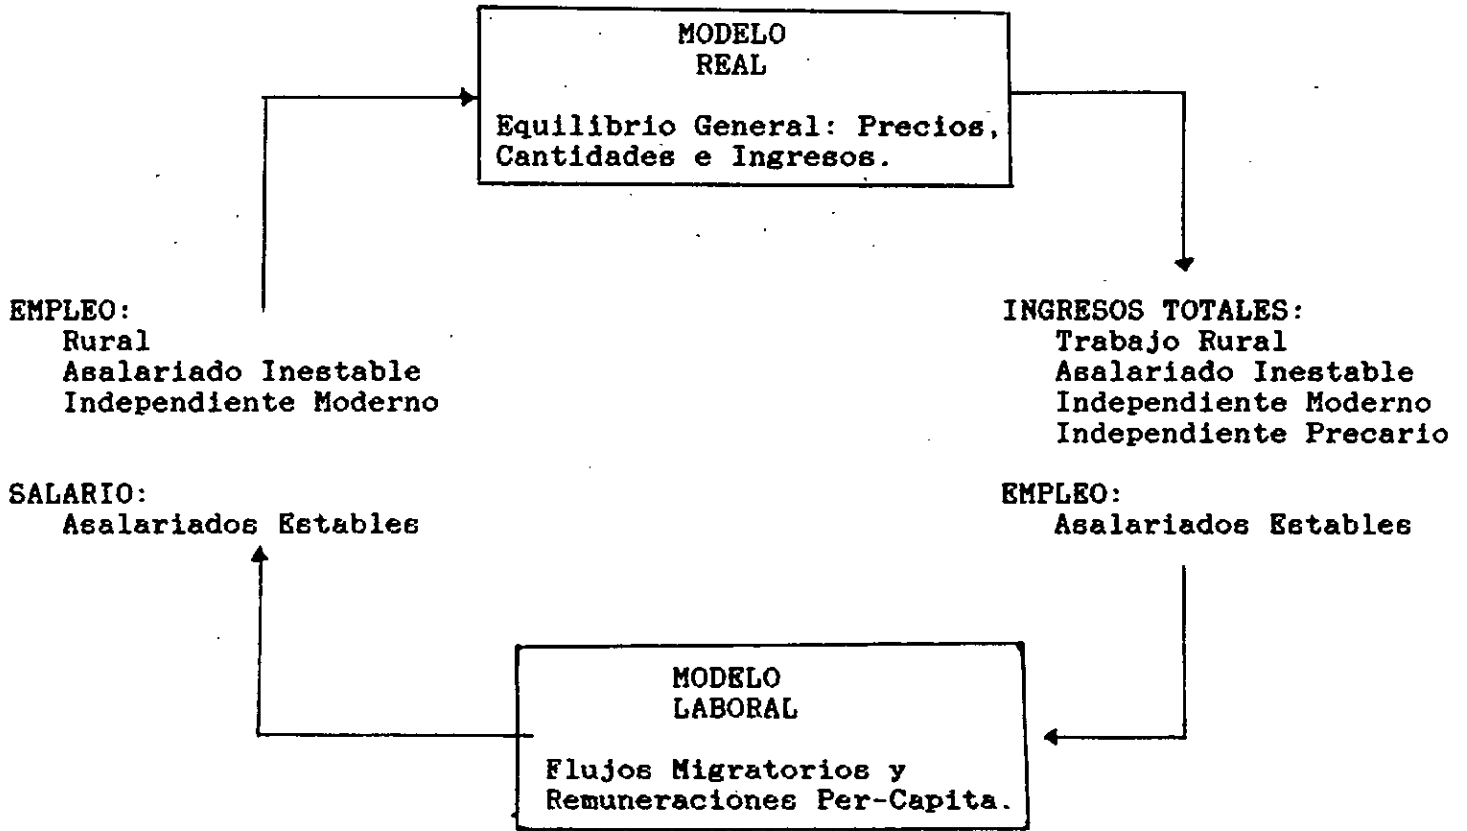 MODELO
REAL
Equilibrio General: Precios,
Cantidades e Ingresos.
EMPLEO:
Rural
Asalariado Inestable
Independiente Moderno
SALARIO:
Asalariados Estables
INGRESOS TOTALES:
Trabajo Rural
Asalariado Inestable
Independiente Moderno
Independiente Precario
EMPLEO:
Asalariados Estables
MODELO
LABORAL
Flujos Migratorios y
Remuneraciones Per-Capita.